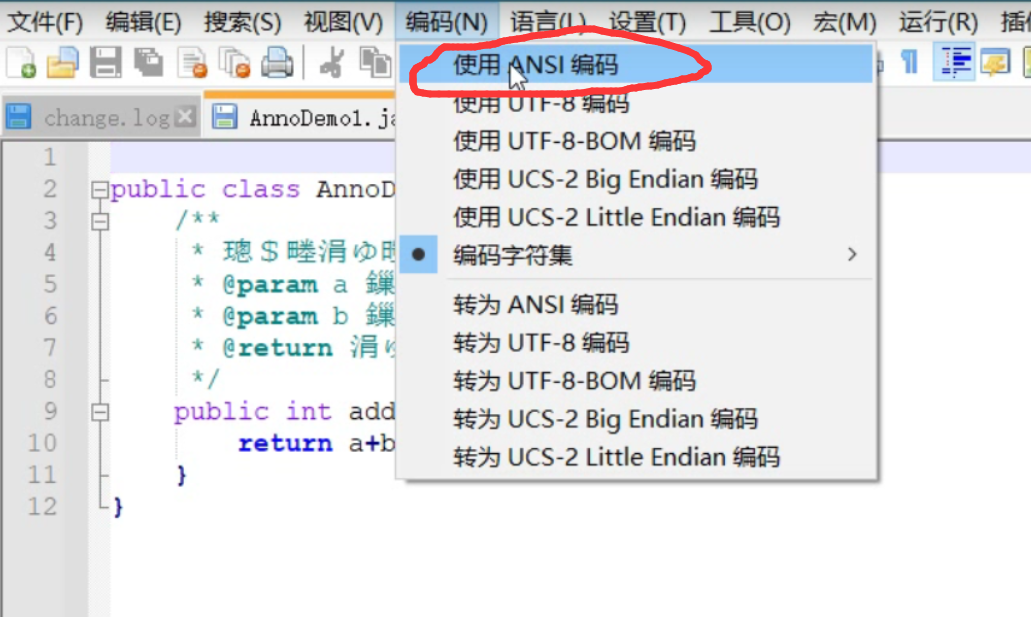 文件(F) 编辑(E) 搜索(S) 视图(V) 编码(N) 语言(L) 设置(T) 工具(O) 宏(M) 运行(R)
change.log AnnoDemo1.ja
使用 ANSI 编码
使用 UTF-8 编码
使用 UTF-8-BOM 编码
使用 UCS-2 Big Endian 编码
使用 UCS-2 Little Endian 编码
编码字符集
转为 ANSI 编码
转为 UTF-8 编码
转为 UTF-8-BOM 编码
转为 UCS-2 Big Endian 编码
转为 UCS-2 Little Endian 编码
1
2 public class AnnoD
3 /**
4 * 璁＄畻涓ゆ
5 * @param a
6 * @param b
7 * @return 涓ゆ
8 */
9 public int add
10 return a+b
11 }
12 }